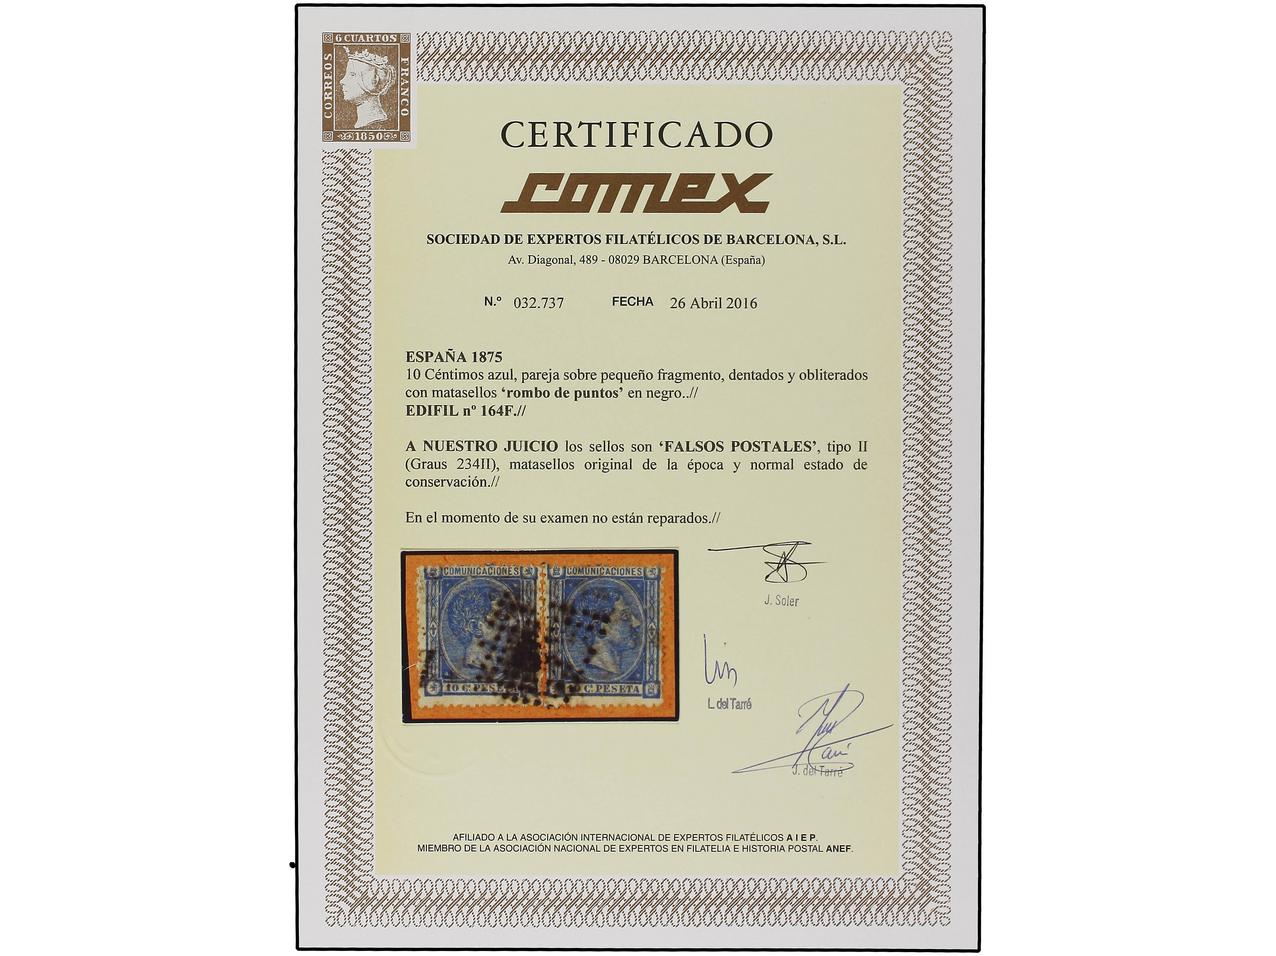 6 CUARTOS
CORREOS
FRANCO
1850
CERTIFICADO
comex
SOCIEDAD DE EXPERTOS FILATÉLICOS DE BARCELONA, S.L.
Av. Diagonal, 489 - 08029 BARCELONA (España)
N.º 032.737 FECHA 26 Abril 2016
ESPAÑA 1875
10 Céntimos azul, pareja sobre pequeño fragmento, dentados y obliterados
con matasellos ‘rombo de puntos’ en negro..//
EDIFIL nº 164F.//
A NUESTRO JUICIO los sellos son ‘FALSOS POSTALES’, tipo II
(Graus 234II), matasellos original de la época y normal estado de
conservación.//
En el momento de su examen no están reparados.//
COMUNICACIONES COMUNICACIONES
10 C. PESETA 10 C. PESETA
J. Soler
L. del Tarré
J. del Tarré
AFILIADO A LA ASOCIACIÓN INTERNACIONAL DE EXPERTOS FILATÉLICOS A I E P.
MIEMBRO DE LA ASOCIACIÓN NACIONAL DE EXPERTOS EN FILATELIA E HISTORIA POSTAL ANEF.